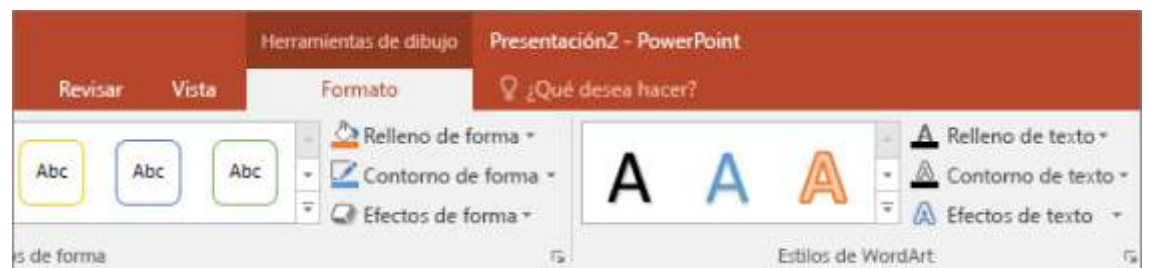 Herramientas de dibujo Presentación2 - PowerPoint
Revisar Vista Formato ¿Qué desea hacer?
Abc Abc Abc
Relleno de forma
Contorno de forma
Efectos de forma
A A A
Relleno de texto
Contorno de texto
Efectos de texto
de forma
Estilos de WordArt